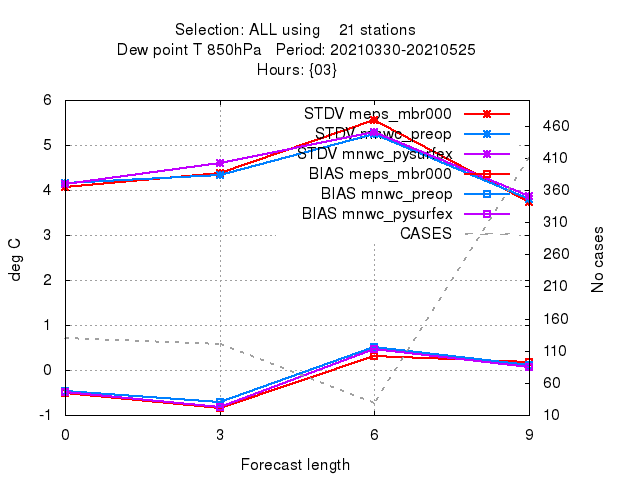 Selection: ALL using 21 stations
Dew point T 850hPa Period: 20210330-20210525
Hours: {03}
STDV meps_mbr000
STDV mnwc_preop
STDV mnwc_pysurfex
BIAS meps_mbr000
BIAS mnwc_preop
BIAS mnwc_pysurfex
CASES
deg C
6
5
4
3
2
1
0
-1
No cases
460
410
360
310
260
210
160
110
60
10
0 3 6 9
Forecast length